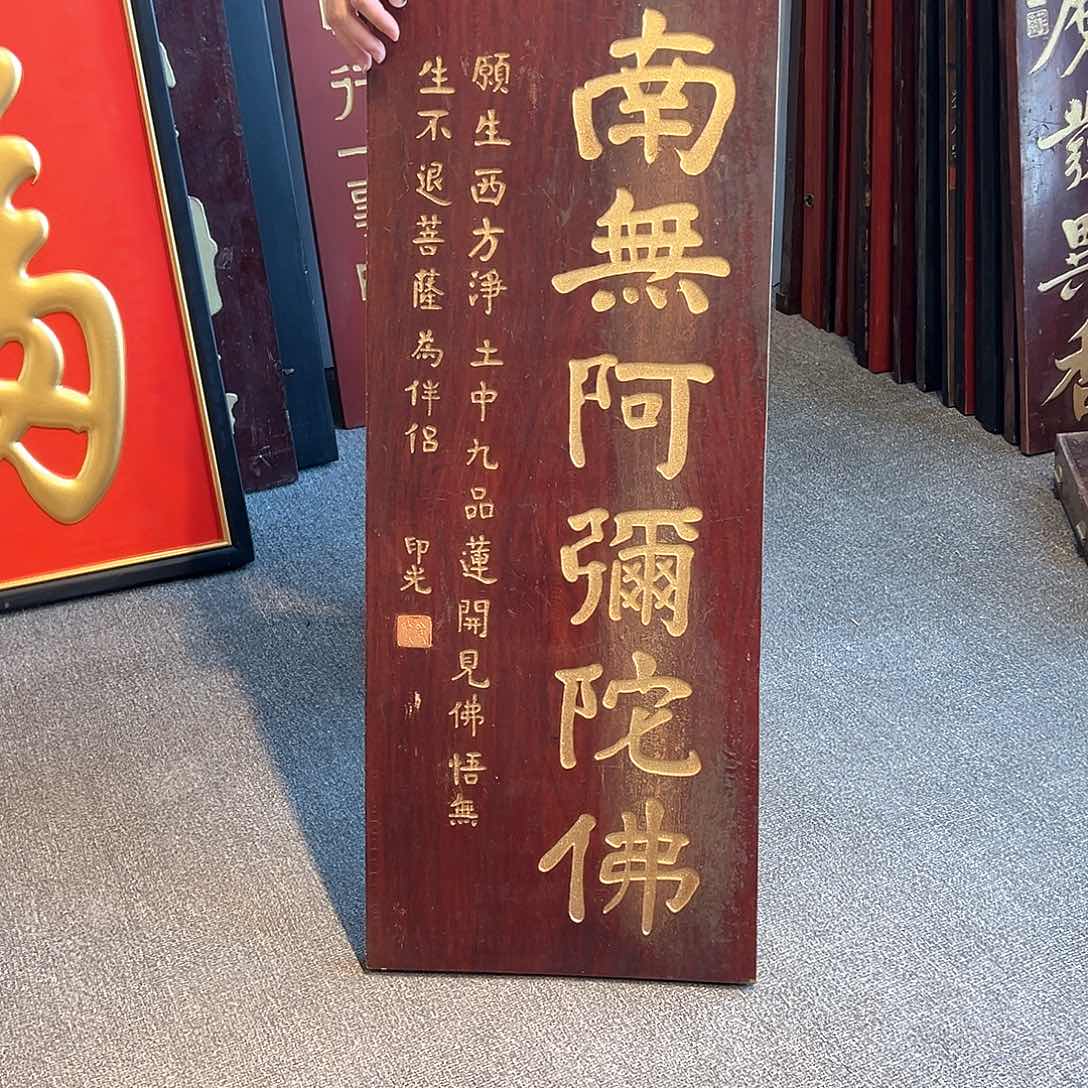 南無阿彌陀佛
願生西方淨土中九品蓮開見佛悟無
生不退菩薩為伴侶
印光